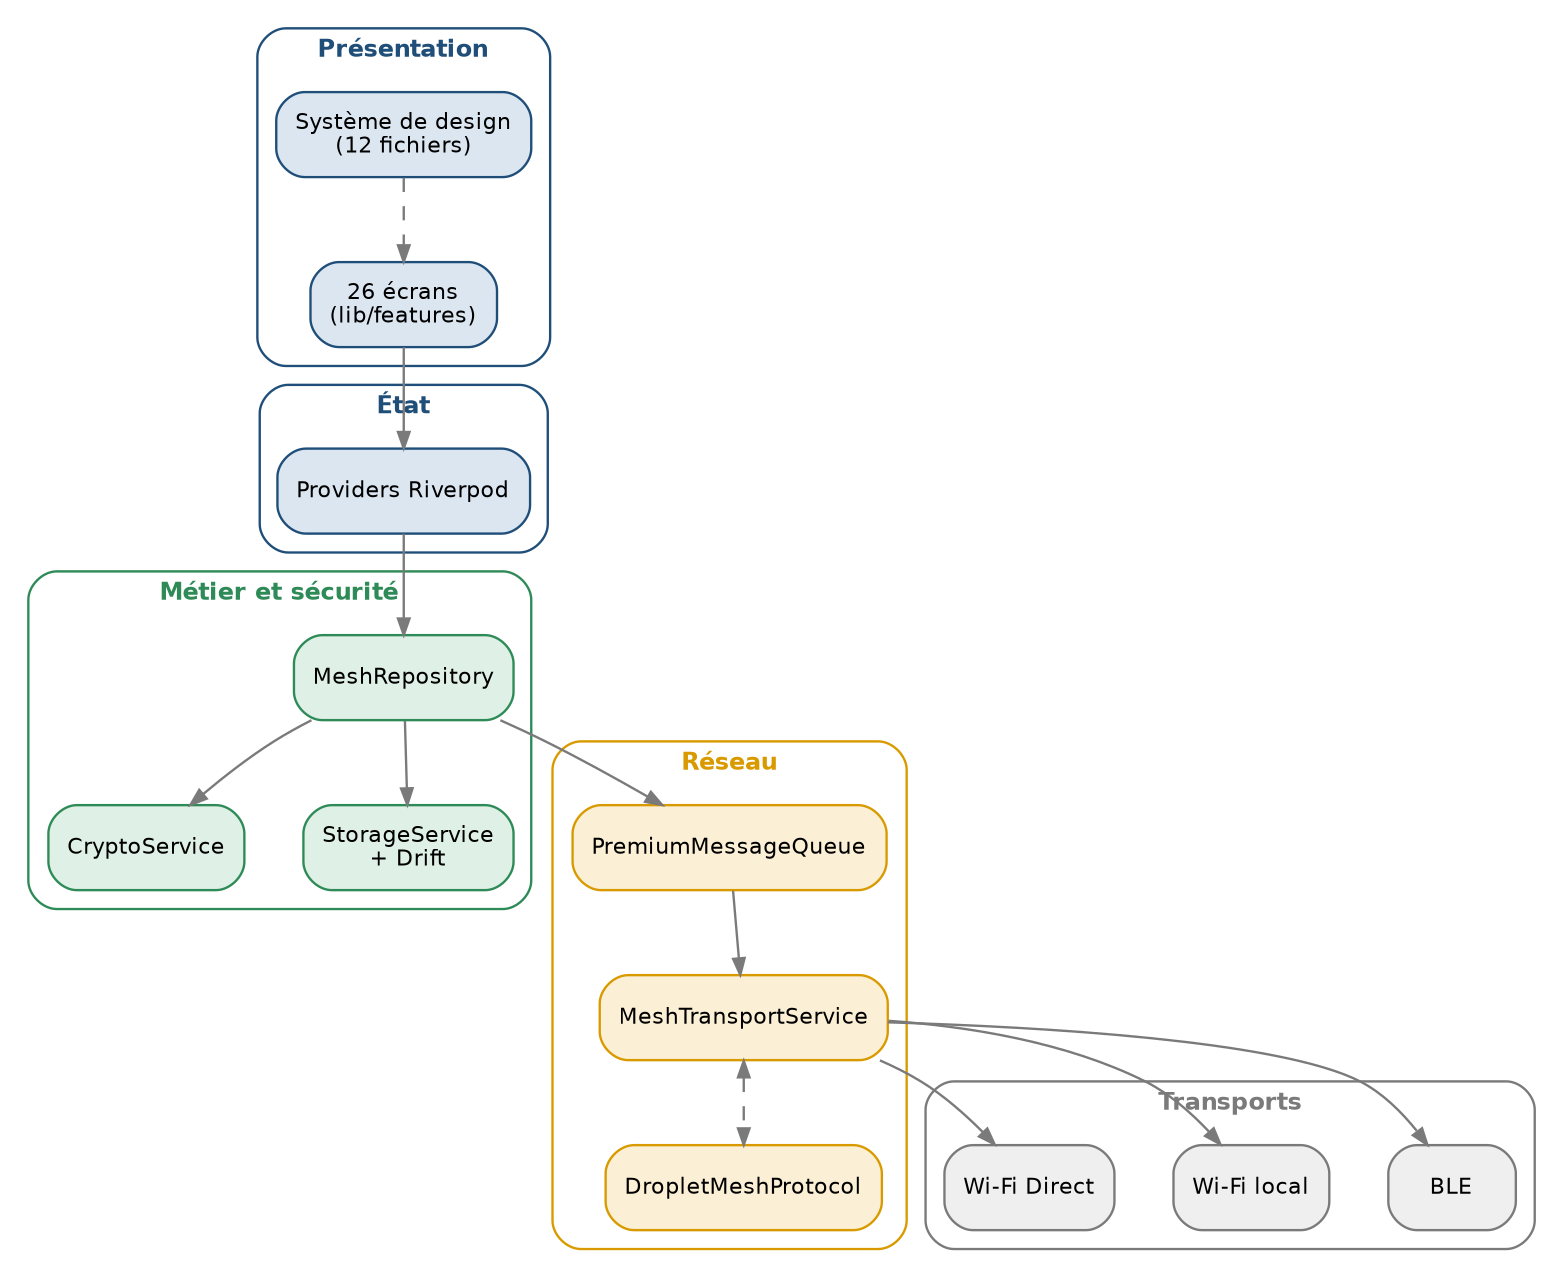 Présentation
Système de design
(12 fichiers)
26 écrans
(lib/features)
État
Providers Riverpod
Métier et sécurité
MeshRepository
CryptoService
StorageService
+ Drift
Réseau
PremiumMessageQueue
MeshTransportService
DropletMeshProtocol
Transports
Wi-Fi Direct
Wi-Fi local
BLE